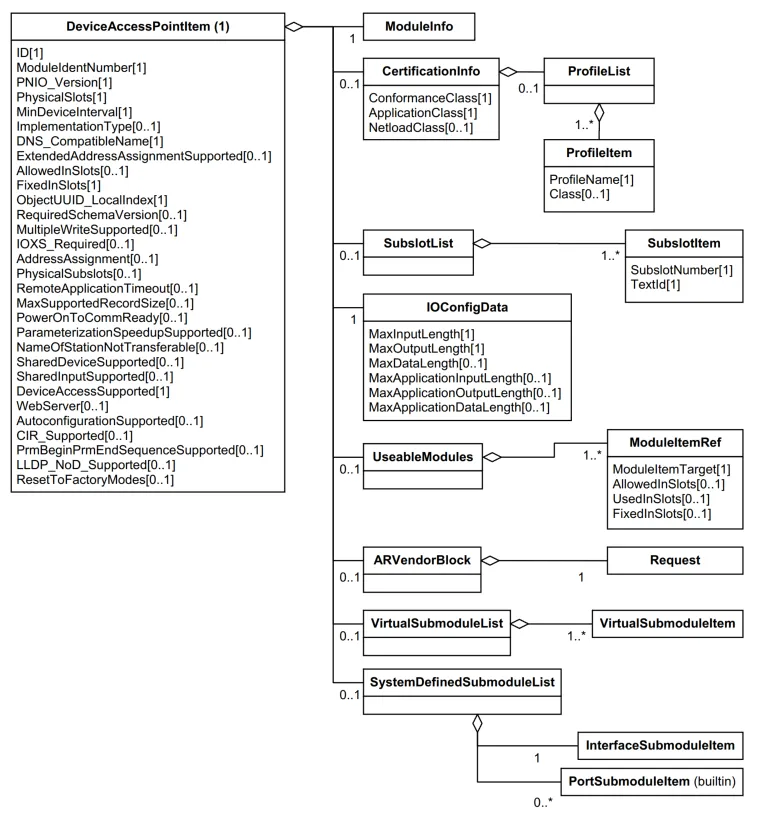 DeviceAccessPointItem (1)
ID[1]
ModuleIdentNumber[1]
PNIO_Version[1]
PhysicalSlots[1]
MinDeviceInterval[1]
ImplementationType[0..1]
DNS_CompatibleName[1]
ExtendedAddressAssignmentSupported[0..1]
AllowedInSlots[0..1]
FixedInSlots[1]
ObjectUUID_LocalIndex[1]
RequiredSchemaVersion[0..1]
MultipleWriteSupported[0..1]
IOXS_Required[0..1]
AddressAssignment[0..1]
PhysicalSubslots[0..1]
RemoteApplicationTimeout[0..1]
MaxSupportedRecordSize[0..1]
PowerOnToCommReady[0..1]
ParameterizationSpeedupSupported[0..1]
NameOfStationNotTransferable[0..1]
SharedDeviceSupported[0..1]
SharedInputSupported[0..1]
DeviceAccessSupported[1]
WebServer[0..1]
AutoconfigurationSupported[0..1]
CIR_Supported[0..1]
PrmBeginPrmEndSequenceSupported[0..1]
LLDP_NoD_Supported[0..1]
ResetToFactoryModes[0..1]
1
ModuleInfo
0..1
CertificationInfo
ConformanceClass[1]
ApplicationClass[1]
NetloadClass[0..1]
0..1
ProfileList
1..*
ProfileItem
ProfileName[1]
Class[0..1]
0..1
SubslotList
1..*
SubslotItem
SubslotNumber[1]
TextId[1]
1
IOConfigData
MaxInputLength[1]
MaxOutputLength[1]
MaxDataLength[0..1]
MaxApplicationInputLength[0..1]
MaxApplicationOutputLength[0..1]
MaxApplicationDataLength[0..1]
0..1
UseableModules
1..*
ModuleItemRef
ModuleItemTarget[1]
AllowedInSlots[0..1]
UsedInSlots[0..1]
FixedInSlots[0..1]
0..1
ARVendorBlock
1
Request
0..1
VirtualSubmoduleList
1..*
VirtualSubmoduleItem
0..1
SystemDefinedSubmoduleList
1
InterfaceSubmoduleItem
0..*
PortSubmoduleItem (builtin)